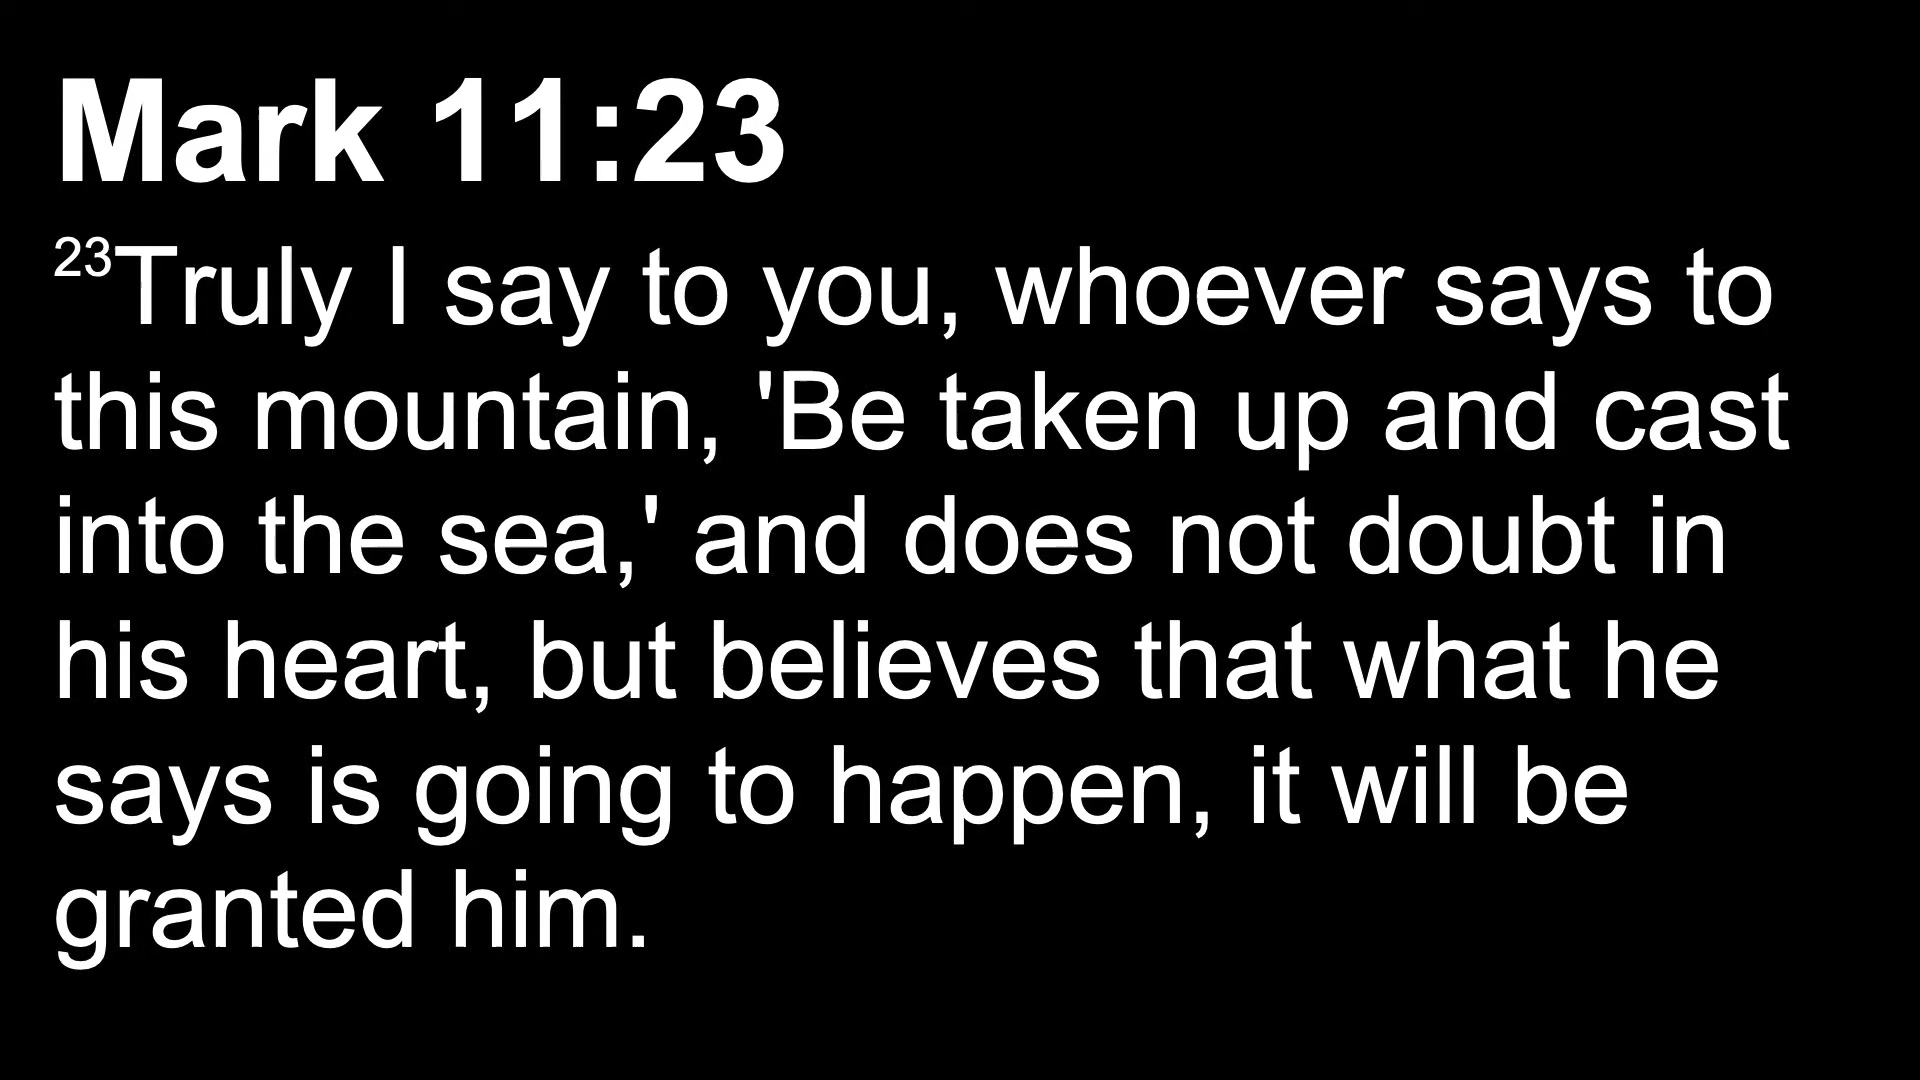 Mark 11:23
23Truly I say to you, whoever says to
this mountain, 'Be taken up and cast
into the sea,' and does not doubt in
his heart, but believes that what he
says is going to happen, it will be
granted him.